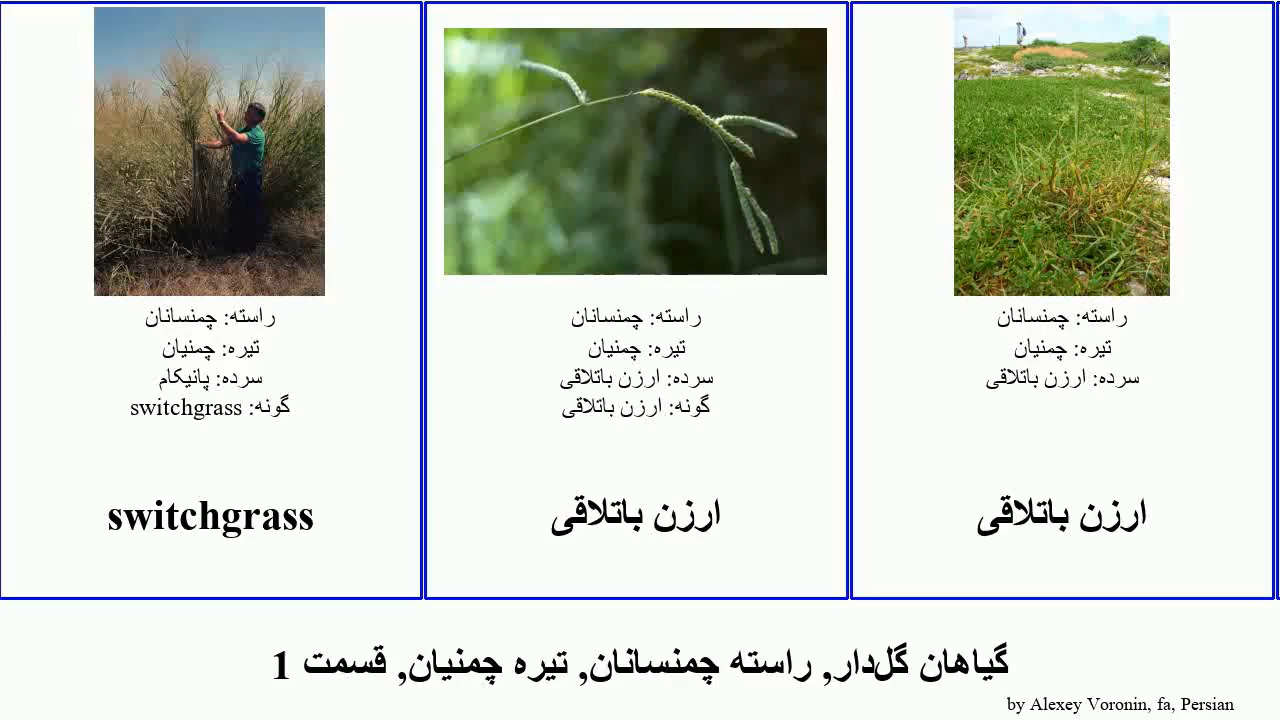 راسته: چمنسانان
تیره: چمنیان
سرده: پانیکام
گونه: switchgrass
switchgrass
راسته: چمنسانان
تیره: چمنیان
سرده: ارزن باتلاقی
گونه: ارزن باتلاقی
ارزن باتلاقی
راسته: چمنسانان
تیره: چمنیان
سرده: ارزن باتلاقی
ارزن باتلاقی
گیاهان گل‌دار, راسته چمنسانان, تیره چمنیان, قسمت 1
by Alexey Voronin, fa, Persian